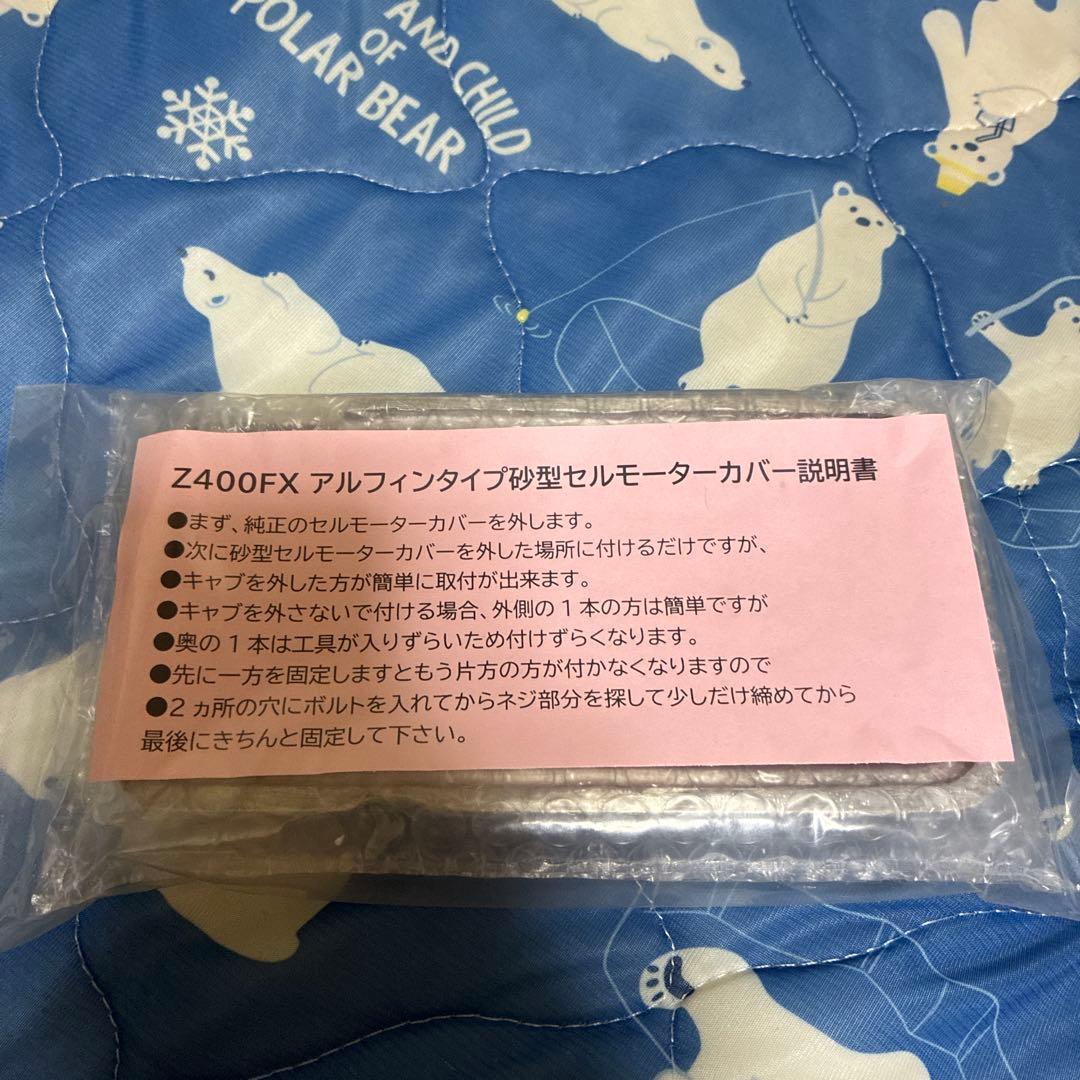 AND CHILD
OF
POLAR BEAR
Z400FX アルフィンタイプ砂型セルモーターカバー説明書
●まず、純正のセルモーターカバーを外します。
●次に砂型セルモーターカバーを外した場所に付けるだけですが、
●キャブを外した方が簡単に取付が出来ます。
●キャブを外さないで付ける場合、外側の1本の方は簡単ですが
●奥の1本は工具が入りずらいため付けずらくなります。
●先に一方を固定しますともう片方の方が付かなくなりますので
●2ヵ所の穴にボルトを入れてからネジ部分を探して少しだけ締めてから
最後にきちんと固定して下さい。